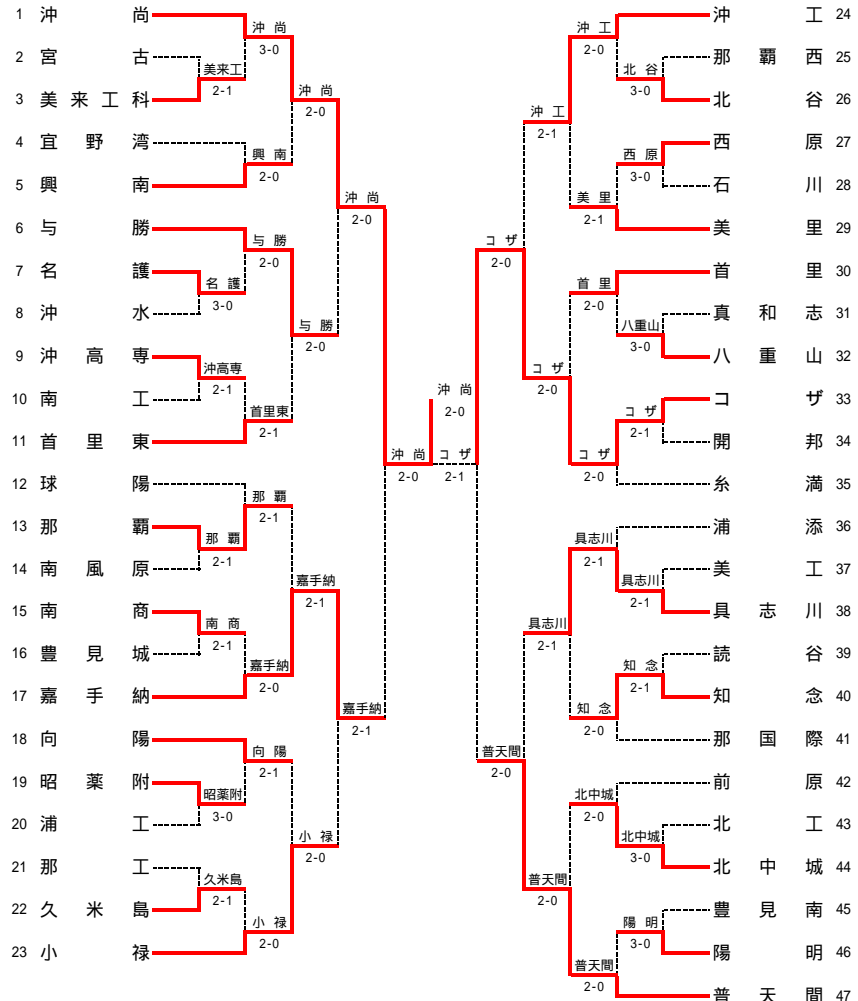 1 沖尚
2 宮古
3 美来工科
4 宜野湾
5 興南
6 与勝
7 名護
8 沖水
9 沖高専
10 南工
11 首里東
12 球陽
13 那覇
14 南風原
15 南商
16 豊見城
17 嘉手納
18 向陽
19 昭薬附
20 浦工
21 那工
22 久米島
23 小禄
美来工
2-1
名護
3-0
沖高専
2-1
那覇
2-1
南商
2-1
昭薬附
3-0
久米島
2-1
沖尚
3-0
興南
2-0
与勝
2-0
首里東
2-1
那覇
2-1
嘉手納
2-0
向陽
2-1
小禄
2-0
沖尚
2-0
与勝
2-0
嘉手納
2-1
小禄
2-0
沖尚
2-0
嘉手納
2-1
沖尚
2-0
沖尚
2-0
コザ
2-1
コザ
2-0
普天間
2-0
沖工
2-1
コザ
2-0
具志川
2-1
普天間
2-0
沖工
2-0
美里
2-1
首里
2-0
コザ
2-0
具志川
2-1
知念
2-0
北中城
2-0
普天間
2-0
北谷
3-0
西原
3-0
八重山
3-0
コザ
2-1
具志川
2-1
知念
2-1
北中城
3-0
陽明
3-0
沖工 24
那覇西 25
北谷 26
西原 27
石川 28
美里 29
首里 30
真和志 31
八重山 32
コザ 33
開邦 34
糸満 35
浦添 36
美工 37
具志川 38
読谷 39
知念 40
那国際 41
前原 42
北工 43
北中城 44
豊見南 45
陽明 46
普天間 47